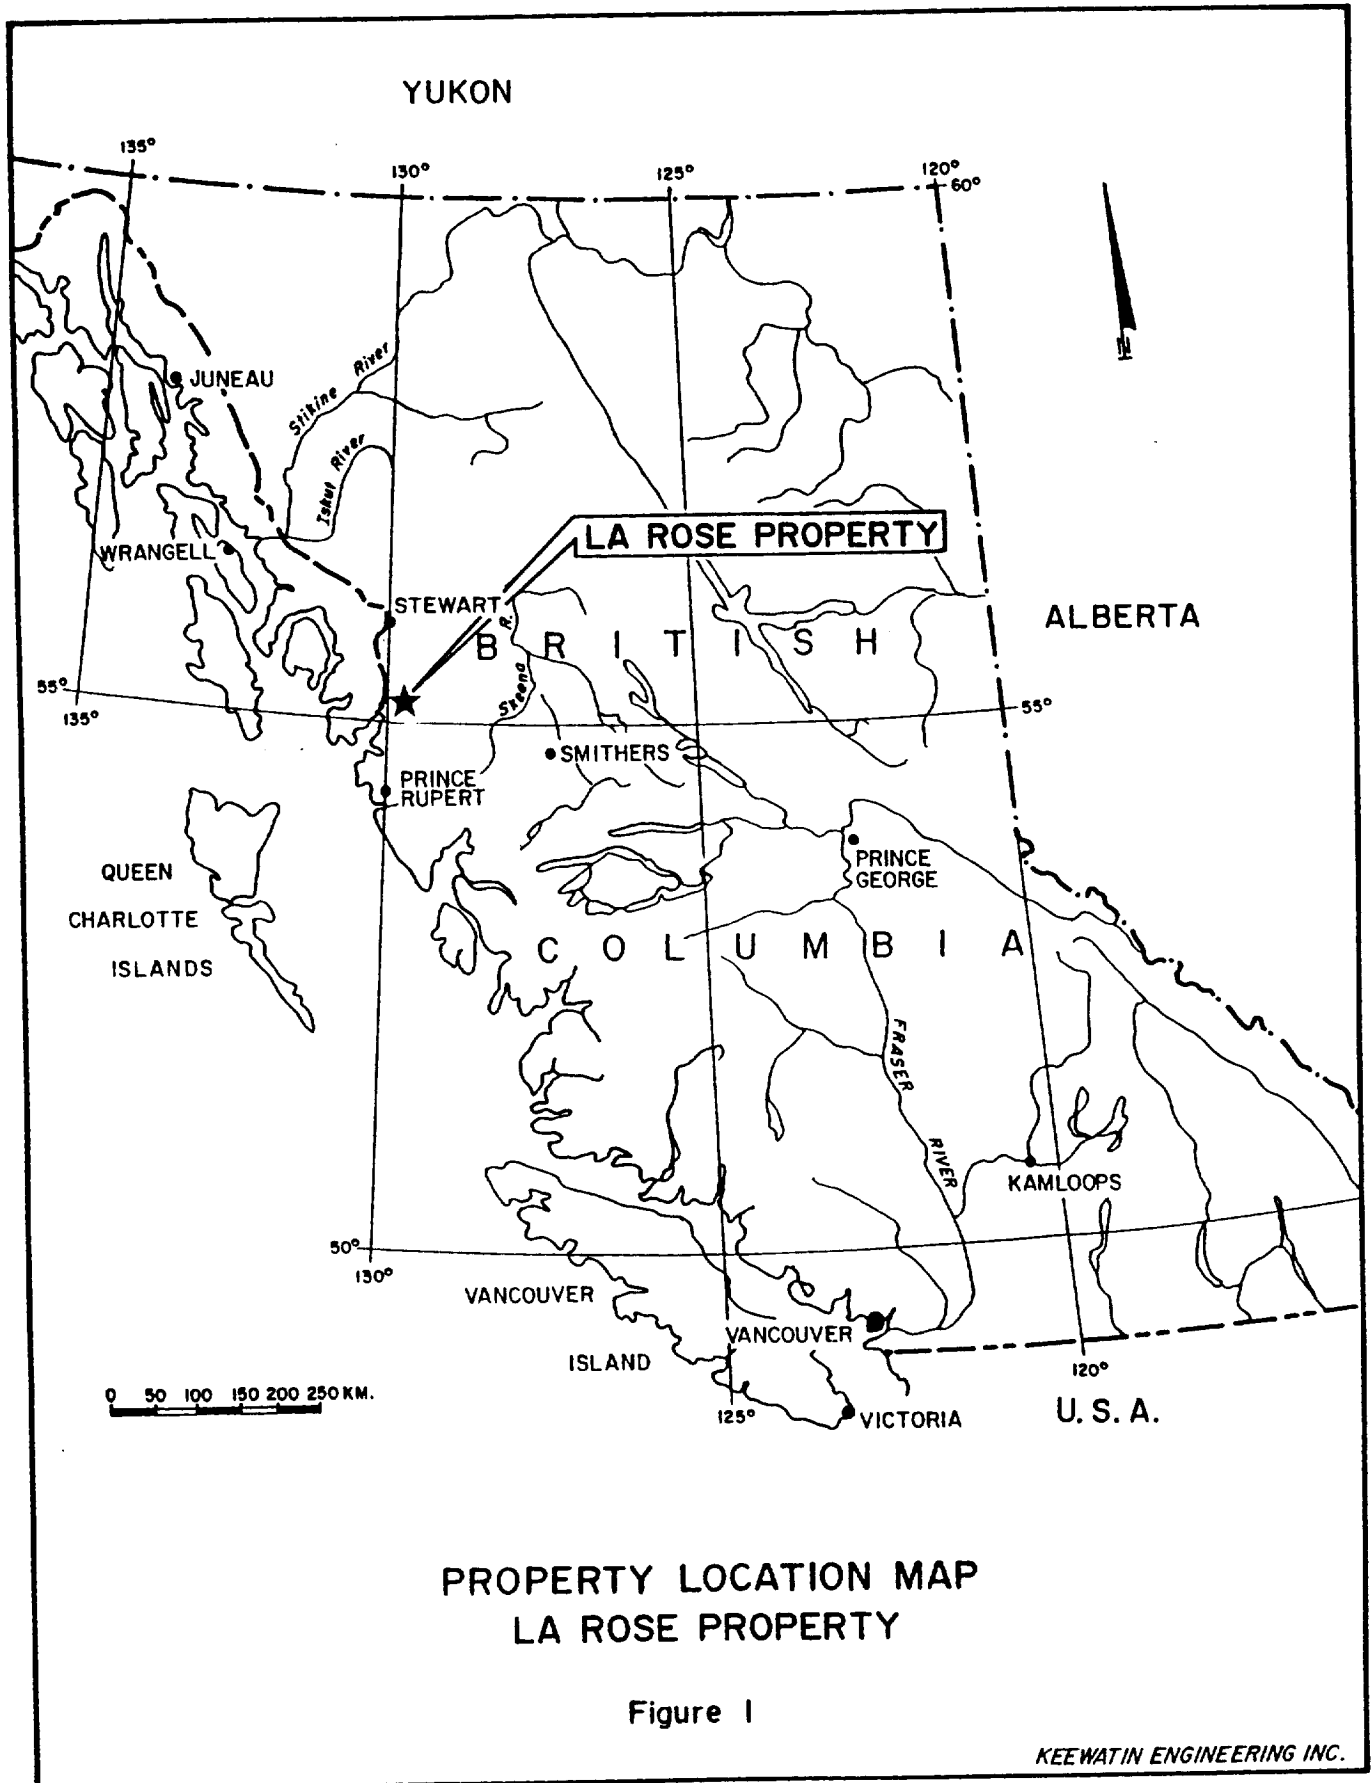 YUKON
135°
130°
125°
120°
60°
JUNEAU
Stikine River
Iskut River
N
WRANGELL
LA ROSE PROPERTY
STEWART
ALBERTA
BRITISH
Skeena R.
55°
135°
55°
SMITHERS
PRINCE
RUPERT
PRINCE
GEORGE
QUEEN
CHARLOTTE
ISLANDS
COLUMBIA
FRASER
RIVER
KAMLOOPS
50°
130°
VANCOUVER
ISLAND
VANCOUVER
120°
125°
VICTORIA
U.S.A.
0 50 100 150 200 250 KM.
PROPERTY LOCATION MAP
LA ROSE PROPERTY
Figure 1
KEEWATIN ENGINEERING INC.